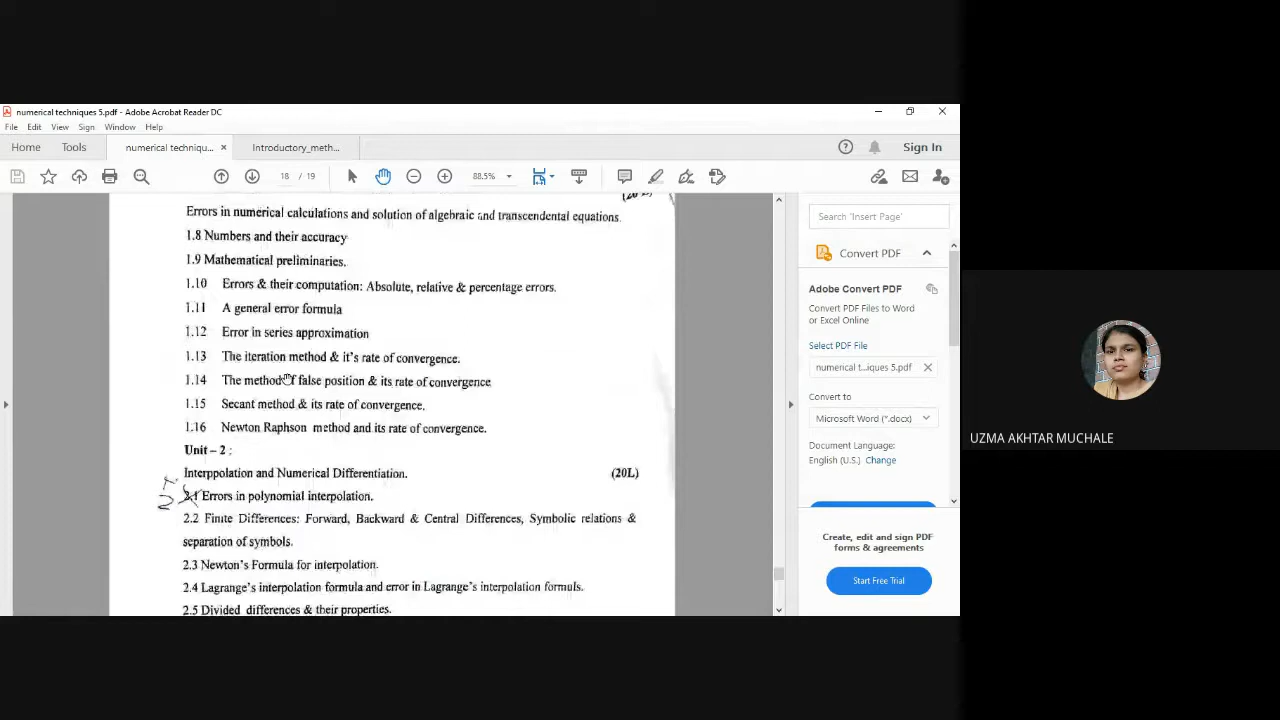 numerical techniques 5.pdf - Adobe Acrobat Reader DC
File Edit View Sign Window Help
Home Tools numerical techniqu... × Introductory_meth... Sign In
18 / 19 88.5%
Errors in numerical calculations and solution of algebraic and transcendental equations.
1.8 Numbers and their accuracy
1.9 Mathematical preliminaries.
1.10 Errors & their computation: Absolute, relative & percentage errors.
1.11 A general error formula
1.12 Error in series approximation
1.13 The iteration method & it's rate of convergence.
1.14 The method of false position & its rate of convergence
1.15 Secant method & its rate of convergence.
1.16 Newton Raphson method and its rate of convergence.
Unit – 2 :
Interppolation and Numerical Differentiation. (20L)
2.1 Errors in polynomial interpolation.
2.2 Finite Differences: Forward, Backward & Central Differences, Symbolic relations &
separation of symbols.
2.3 Newton's Formula for interpolation.
2.4 Lagrange's interpolation formula and error in Lagrange's interpolation formuls.
2.5 Divided differences & their properties.
Search 'Insert Page'
Convert PDF
Adobe Convert PDF
Convert PDF Files to Word
or Excel Online
Select PDF File
numerical t...iques 5.pdf
Convert to
Microsoft Word (*.docx)
Document Language:
English (U.S.) Change
Create, edit and sign PDF
forms & agreements
Start Free Trial
UZMA AKHTAR MUCHALE